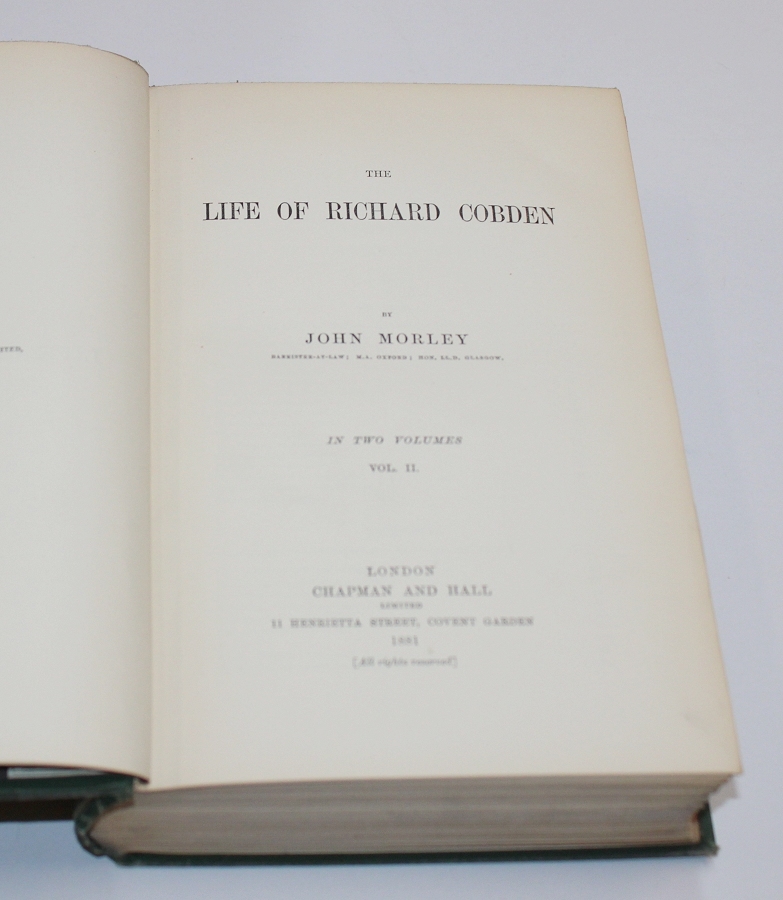 THE
LIFE OF RICHARD COBDEN
BY
JOHN MORLEY
BARRISTER-AT-LAW; M.A. OXFORD; HON. LL.D. GLASGOW.
IN TWO VOLUMES
VOL. II.
LONDON
CHAPMAN AND HALL
LIMITED
11 HENRIETTA STREET, COVENT GARDEN
1881
[All rights reserved]